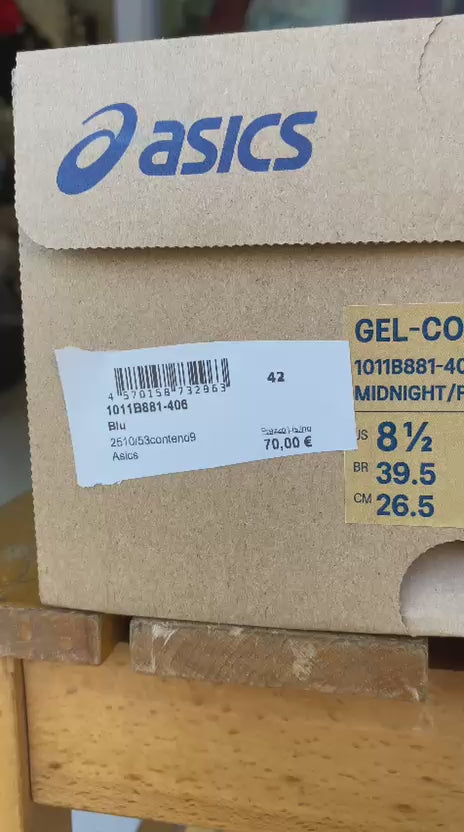 asics
42
4 570158 732963
1011B881-406
Blu
2510/53conteno9
Asics
70,00 €
GEL-CO
1011B881-40
MIDNIGHT/
US 8½
BR 39.5
CM 26.5